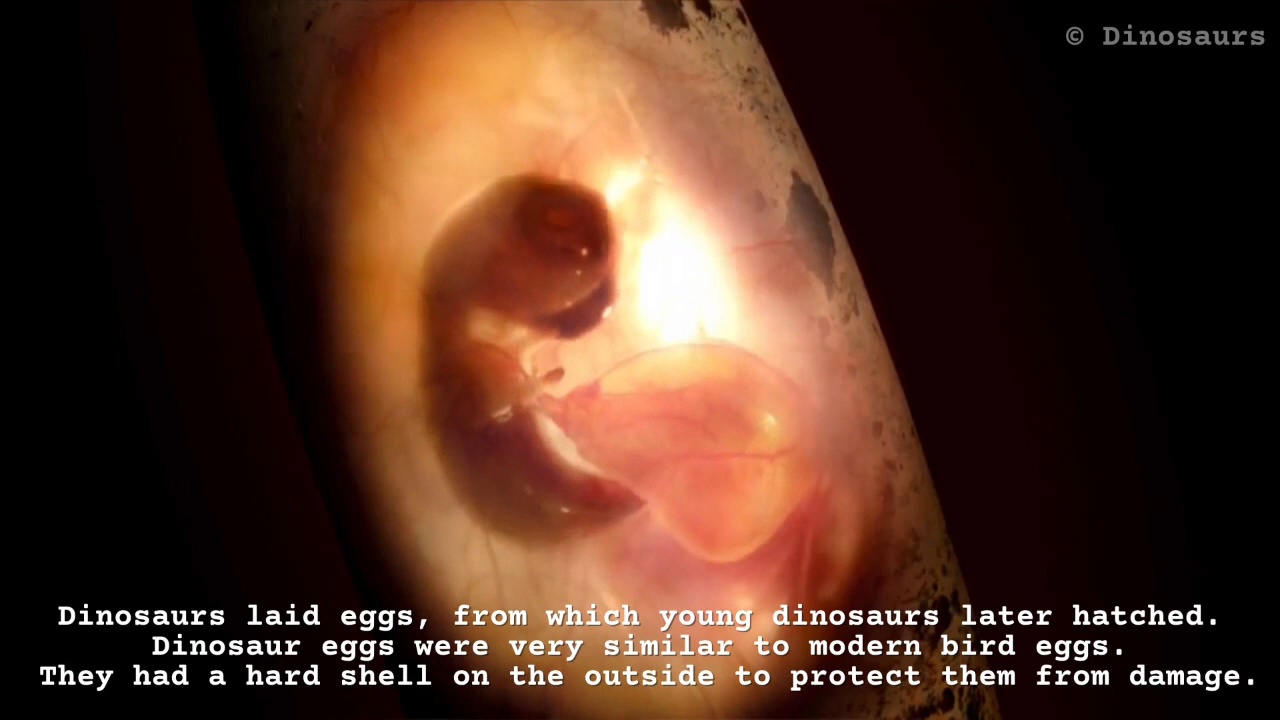 © Dinosaurs
Dinosaurs laid eggs, from which young dinosaurs later hatched.
Dinosaur eggs were very similar to modern bird eggs.
They had a hard shell on the outside to protect them from damage.